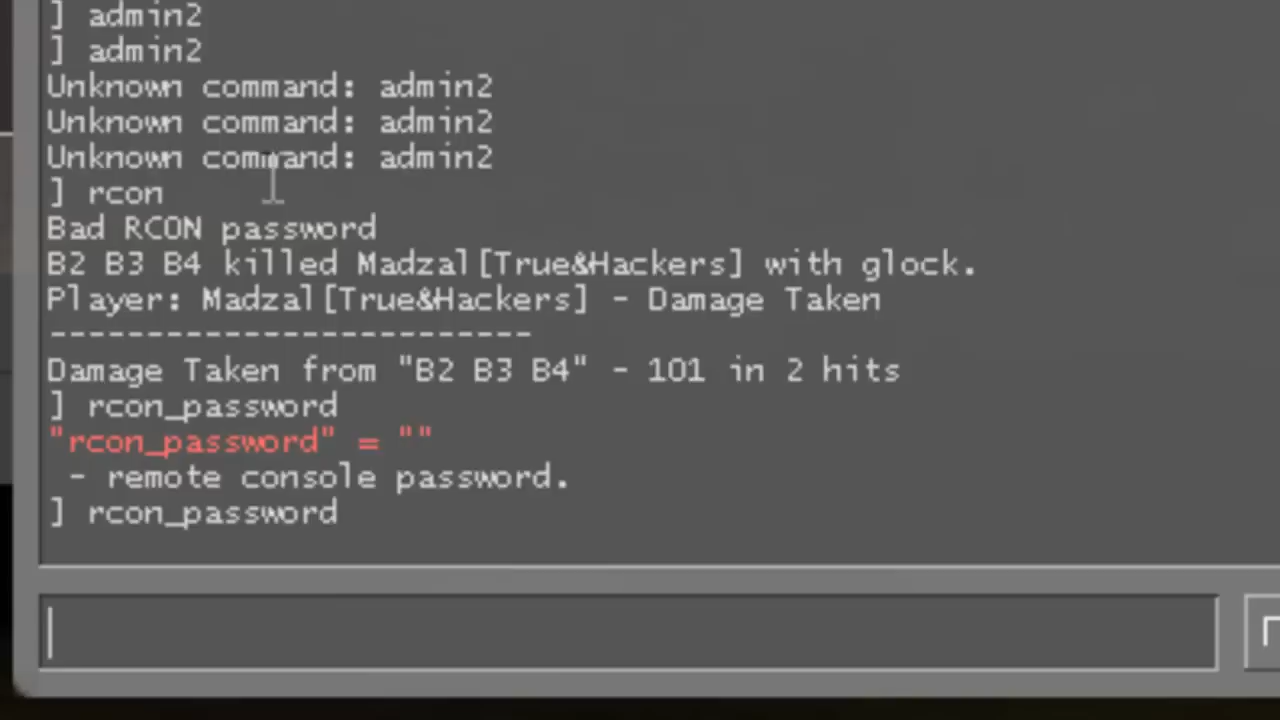 ] admin2
] admin2
Unknown command: admin2
Unknown command: admin2
Unknown command: admin2
] rcon
Bad RCON password
B2 B3 B4 killed Madzal[True&Hackers] with glock.
Player: Madzal[True&Hackers] - Damage Taken
-------------------------
Damage Taken from "B2 B3 B4" - 101 in 2 hits
] rcon_password
"rcon_password" = ""
- remote console password.
] rcon_password